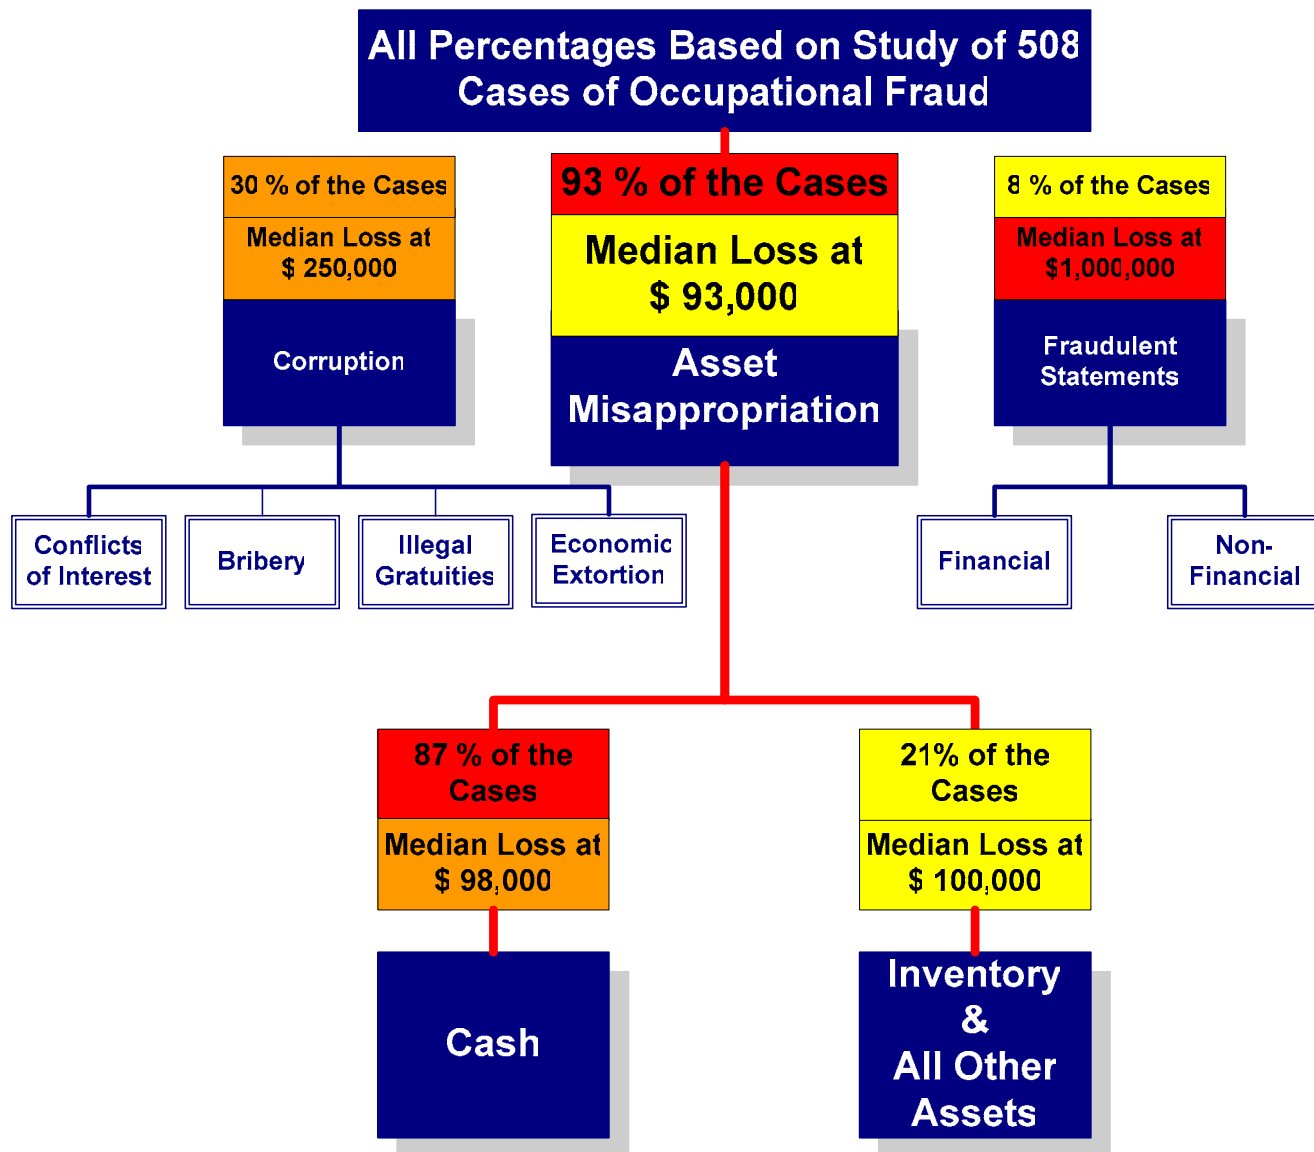 All Percentages Based on Study of 508
Cases of Occupational Fraud
30 % of the Cases
Median Loss at
$ 250,000
Corruption
93 % of the Cases
Median Loss at
$ 93,000
Asset
Misappropriation
8 % of the Cases
Median Loss at
$1,000,000
Fraudulent
Statements
Conflicts
of Interest
Bribery
Illegal
Gratuities
Economic
Extortion
Financial
Non-
Financial
87 % of the
Cases
Median Loss at
$ 98,000
Cash
21% of the
Cases
Median Loss at
$ 100,000
Inventory
&
All Other
Assets